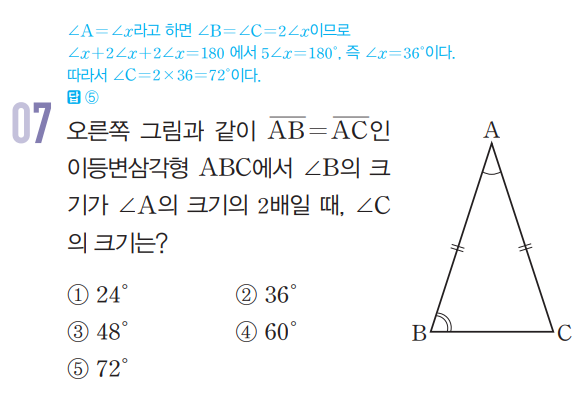 ∠A=∠x라고 하면 ∠B=∠C=2∠x이므로
∠x+2∠x+2∠x=180 에서 5∠x=180°, 즉 ∠x=36°이다.
따라서 ∠C=2×36=72°이다.
답 ⑤
07
오른쪽 그림과 같이 A̅B̅=A̅C̅인
이등변삼각형 ABC에서 ∠B의 크
기가 ∠A의 크기의 2배일 때, ∠C
의 크기는?
① 24° ② 36°
③ 48° ④ 60°
⑤ 72°
A
B C